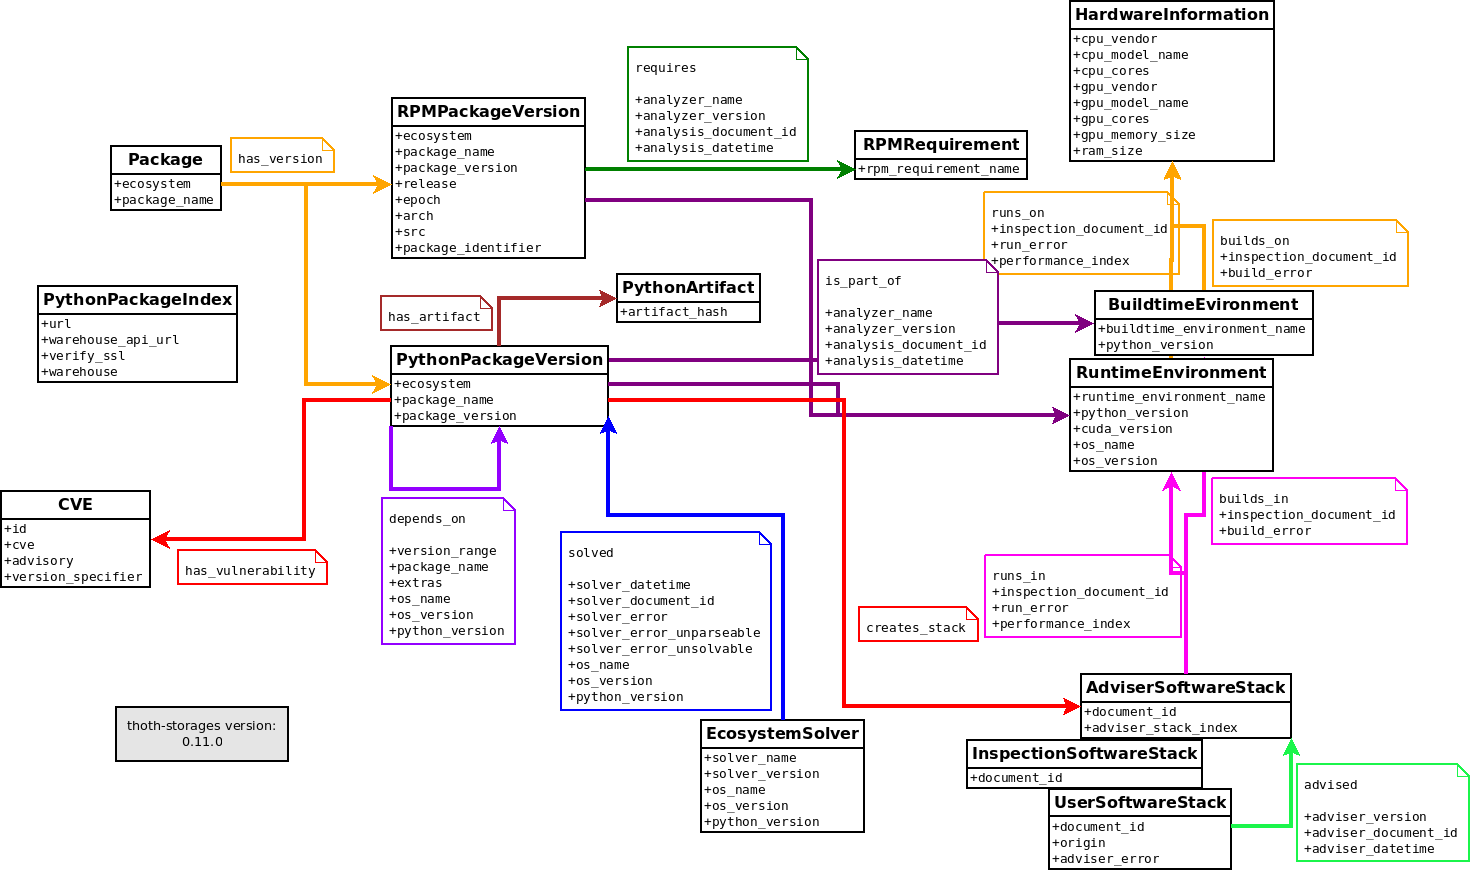 HardwareInformation
+cpu_vendor
+cpu_model_name
+cpu_cores
+gpu_vendor
+gpu_model_name
+gpu_cores
+gpu_memory_size
+ram_size
requires
+analyzer_name
+analyzer_version
+analysis_document_id
+analysis_datetime
RPMPackageVersion
+ecosystem
+package_name
+package_version
+release
+epoch
+arch
+src
+package_identifier
RPMRequirement
+rpm_requirement_name
Package
+ecosystem
+package_name
has_version
runs_on
+inspection_document_id
+run_error
+performance_index
builds_on
+inspection_document_id
+build_error
is_part_of
+analyzer_name
+analyzer_version
+analysis_document_id
+analysis_datetime
PythonArtifact
+artifact_hash
PythonPackageIndex
+url
+warehouse_api_url
+verify_ssl
+warehouse
has_artifact
BuildtimeEvironment
+buildtime_environment_name
+python_version
PythonPackageVersion
+ecosystem
+package_name
+package_version
RuntimeEnvironment
+runtime_environment_name
+python_version
+cuda_version
+os_name
+os_version
CVE
+id
+cve
+advisory
+version_specifier
has_vulnerability
depends_on
+version_range
+package_name
+extras
+os_name
+os_version
+python_version
solved
+solver_datetime
+solver_document_id
+solver_error
+solver_error_unparseable
+solver_error_unsolvable
+os_name
+os_version
+python_version
builds_in
+inspection_document_id
+build_error
runs_in
+inspection_document_id
+run_error
+performance_index
creates_stack
AdviserSoftwareStack
+document_id
+adviser_stack_index
thoth-storages version:
0.11.0
EcosystemSolver
+solver_name
+solver_version
+os_name
+os_version
+python_version
InspectionSoftwareStack
+document_id
UserSoftwareStack
+document_id
+origin
+adviser_error
advised
+adviser_version
+adviser_document_id
+adviser_datetime